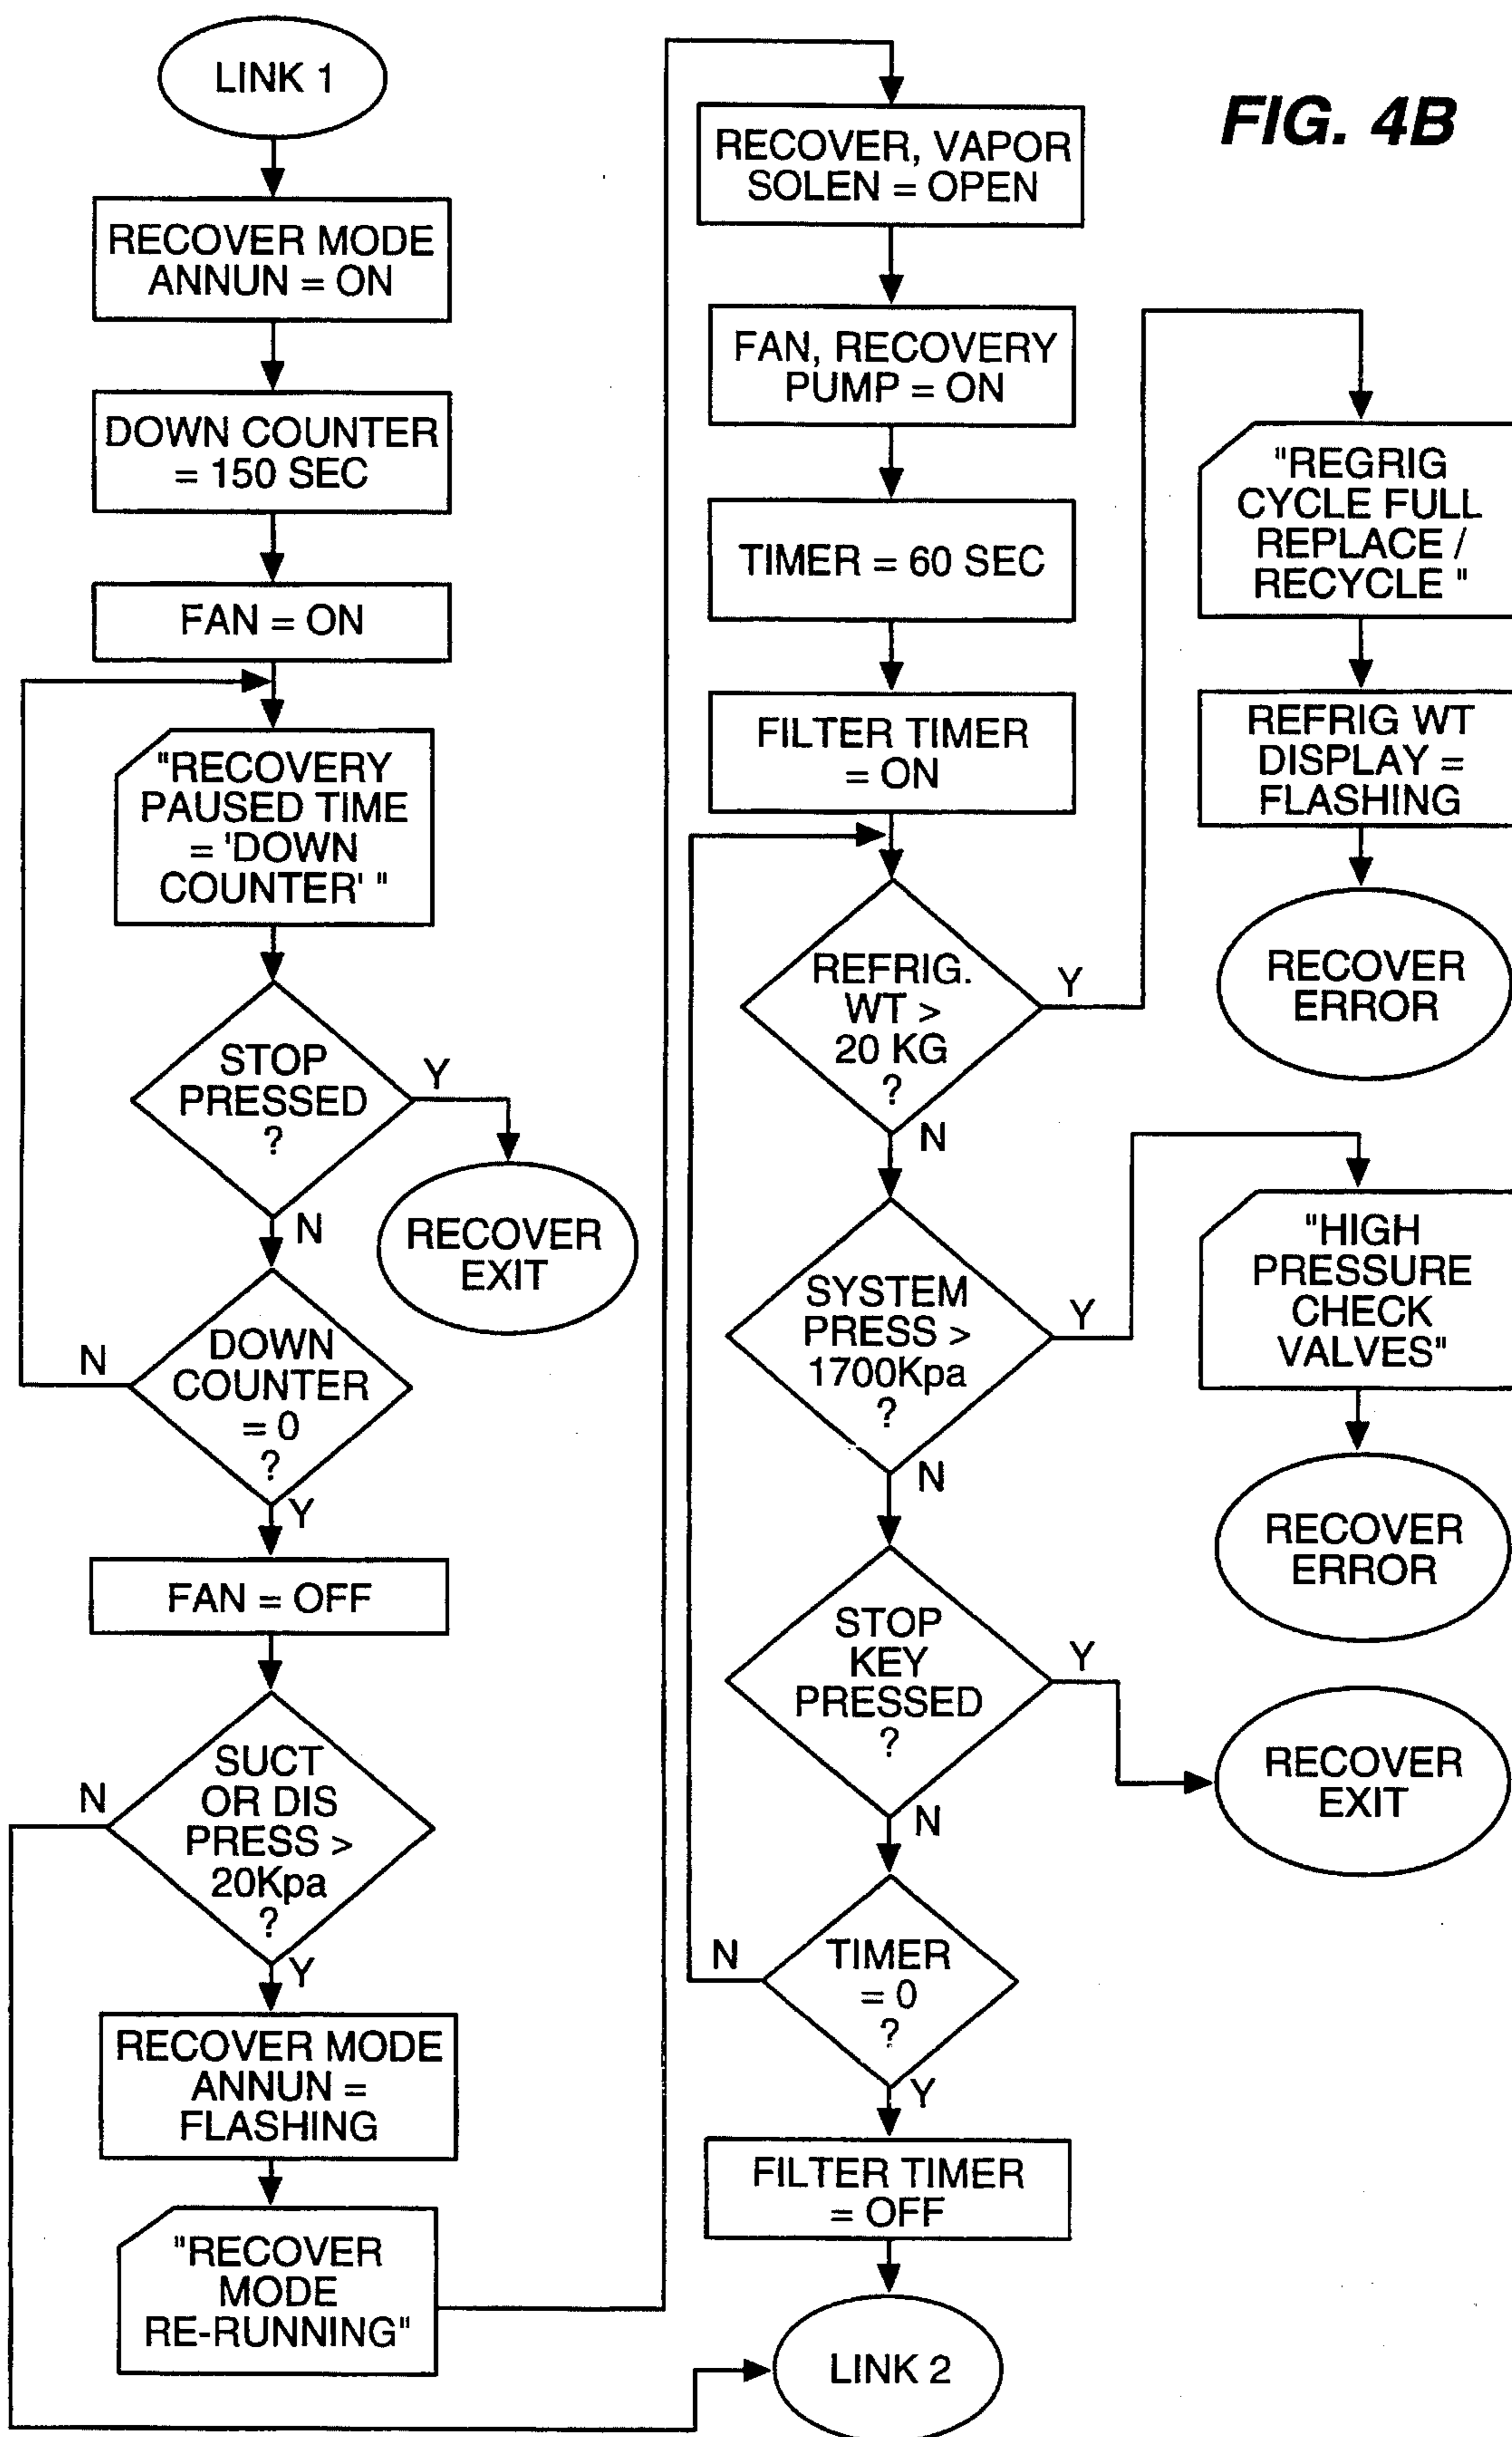 FIG. 4B
LINK 1
RECOVER MODE
ANNUN = ON
DOWN COUNTER
= 150 SEC
FAN = ON
"RECOVERY
PAUSED TIME
= 'DOWN
COUNTER' "
STOP
PRESSED
?
Y
N
RECOVER
EXIT
DOWN
COUNTER
= 0
?
N
Y
FAN = OFF
SUCT
OR DIS
PRESS >
20Kpa
?
N
Y
RECOVER MODE
ANNUN =
FLASHING
"RECOVER
MODE
RE-RUNNING"
RECOVER, VAPOR
SOLEN = OPEN
FAN, RECOVERY
PUMP = ON
TIMER = 60 SEC
FILTER TIMER
= ON
REFRIG.
WT >
20 KG
?
Y
N
"REGRIG
CYCLE FULL
REPLACE /
RECYCLE "
REFRIG WT
DISPLAY =
FLASHING
RECOVER
ERROR
SYSTEM
PRESS >
1700Kpa
?
Y
N
"HIGH
PRESSURE
CHECK
VALVES"
RECOVER
ERROR
STOP
KEY
PRESSED
?
Y
N
RECOVER
EXIT
TIMER
= 0
?
N
Y
FILTER TIMER
= OFF
LINK 2